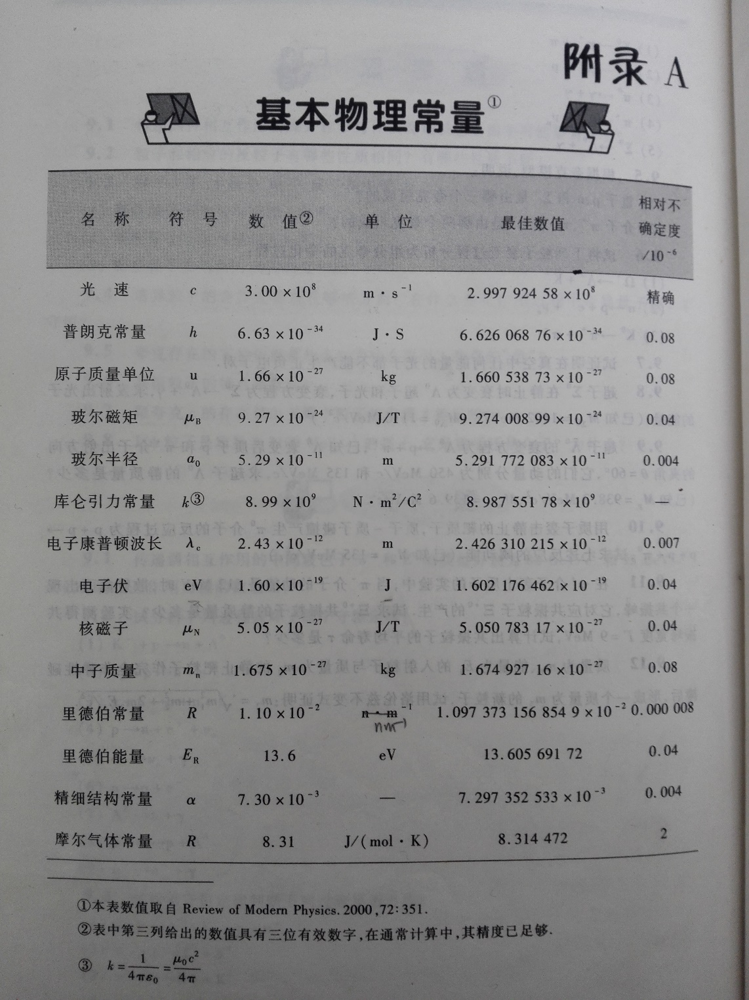 附录 A
基本物理常量①
名 称 符 号 数 值② 单 位 最佳数值 相对不确定度/10⁻⁶
光 速 c 3.00×10⁸ m·s⁻¹ 2.997 924 58×10⁸ 精确
普朗克常量 h 6.63×10⁻³⁴ J·S 6.626 068 76×10⁻³⁴ 0.08
原子质量单位 u 1.66×10⁻²⁷ kg 1.660 538 73×10⁻²⁷ 0.08
玻尔磁矩 μ_B 9.27×10⁻²⁴ J/T 9.274 008 99×10⁻²⁴ 0.04
玻尔半径 a₀ 5.29×10⁻¹¹ m 5.291 772 083×10⁻¹¹ 0.004
库仑引力常量 k③ 8.99×10⁹ N·m²/C² 8.987 551 78×10⁹ —
电子康普顿波长 λ_c 2.43×10⁻¹² m 2.426 310 215×10⁻¹² 0.007
电子伏 eV 1.60×10⁻¹⁹ J 1.602 176 462×10⁻¹⁹ 0.04
核磁子 μ_N 5.05×10⁻²⁷ J/T 5.050 783 17×10⁻²⁷ 0.04
中子质量 m_n 1.675×10⁻²⁷ kg 1.674 927 16×10⁻²⁷ 0.08
里德伯常量 R 1.10×10⁻² n·m⁻¹ 1.097 373 156 854 9×10⁻² 0.000 008
nm⁻¹
里德伯能量 E_R 13.6 eV 13.605 691 72 0.04
精细结构常量 α 7.30×10⁻³ — 7.297 352 533×10⁻³ 0.004
摩尔气体常量 R 8.31 J/(mol·K) 8.314 472 2
①本表数值取自 Review of Modern Physics. 2000,72:351.
②表中第三列给出的数值具有三位有效数字,在通常计算中,其精度已足够.
③ k=1/4πε₀=μ₀c²/4π